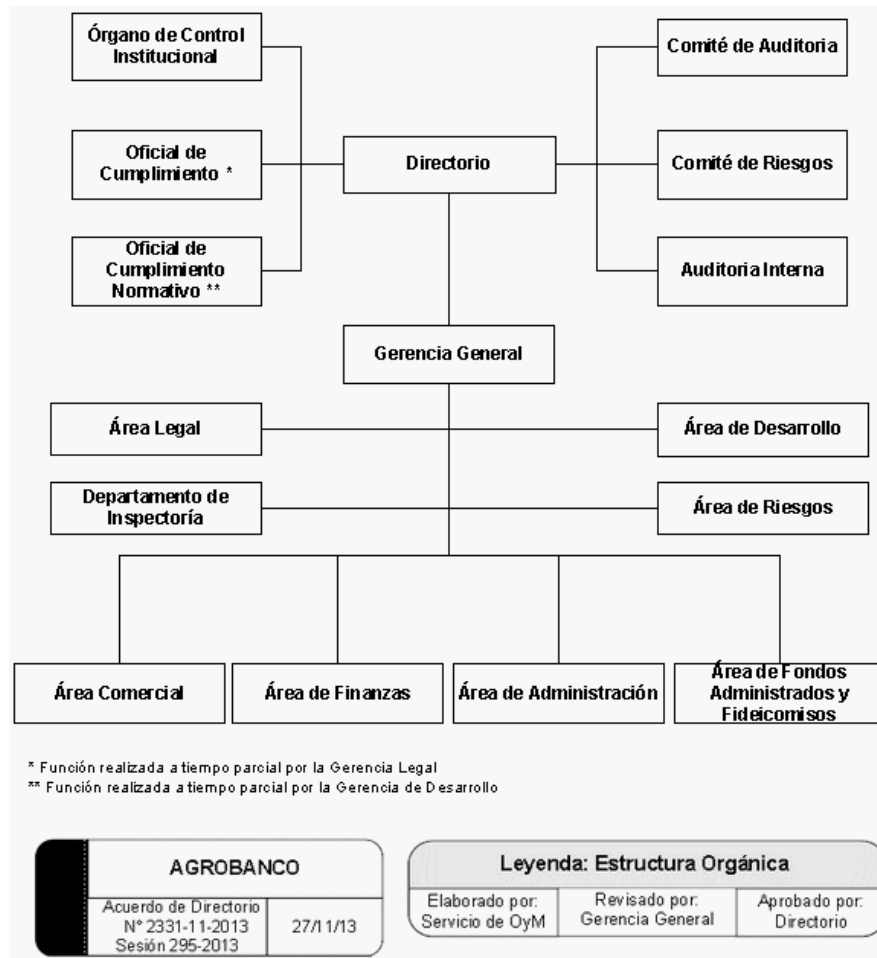 Órgano de Control
Institucional
Comité de Auditoria
Oficial de
Cumplimiento *
Directorio
Comité de Riesgos
Oficial de
Cumplimiento
Normativo **
Auditoria Interna
Gerencia General
Área Legal
Área de Desarrollo
Departamento de
Inspectoría
Área de Riesgos
Área Comercial
Área de Finanzas
Área de Administración
Área de Fondos
Administrados y
Fideicomisos
* Función realizada a tiempo parcial por la Gerencia Legal
** Función realizada a tiempo parcial por la Gerencia de Desarrollo
AGROBANCO
Acuerdo de Directorio
N° 2331-11-2013
Sesión 295-2013
27/11/13
Leyenda: Estructura Orgánica
Elaborado por:
Servicio de OyM
Revisado por:
Gerencia General
Aprobado por:
Directorio